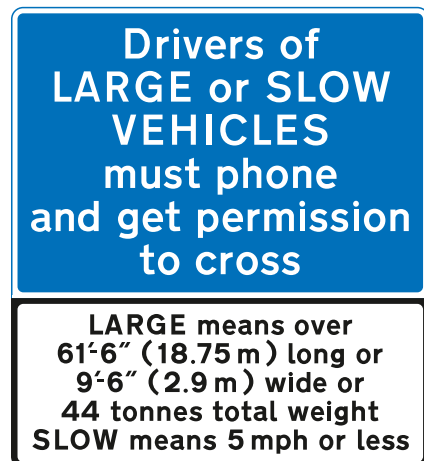 Drivers of
LARGE or SLOW
VEHICLES
must phone
and get permission
to cross
LARGE means over
61′-6″ (18.75 m) long or
9′-6″ (2.9 m) wide or
44 tonnes total weight
SLOW means 5 mph or less